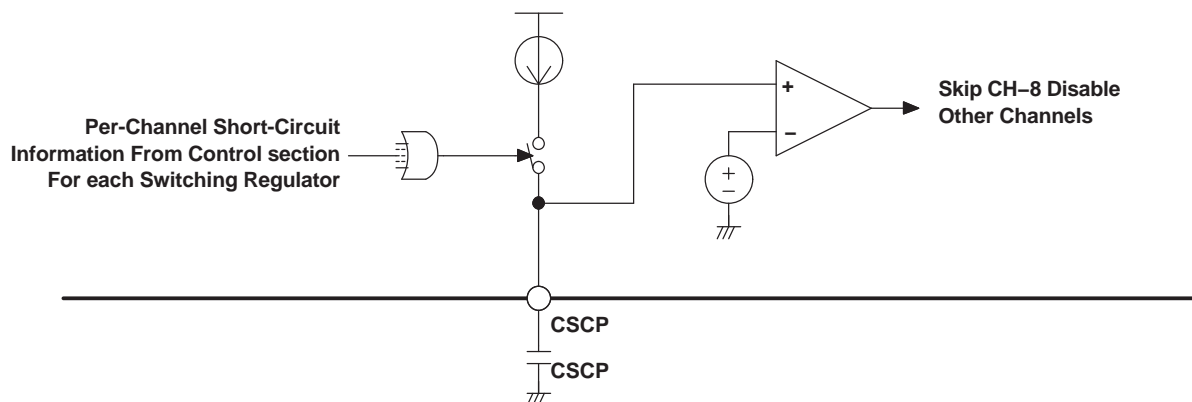 Per-Channel Short-Circuit
Information From Control section
For each Switching Regulator
+
−
+
−
Skip CH−8 Disable
Other Channels
CSCP
CSCP